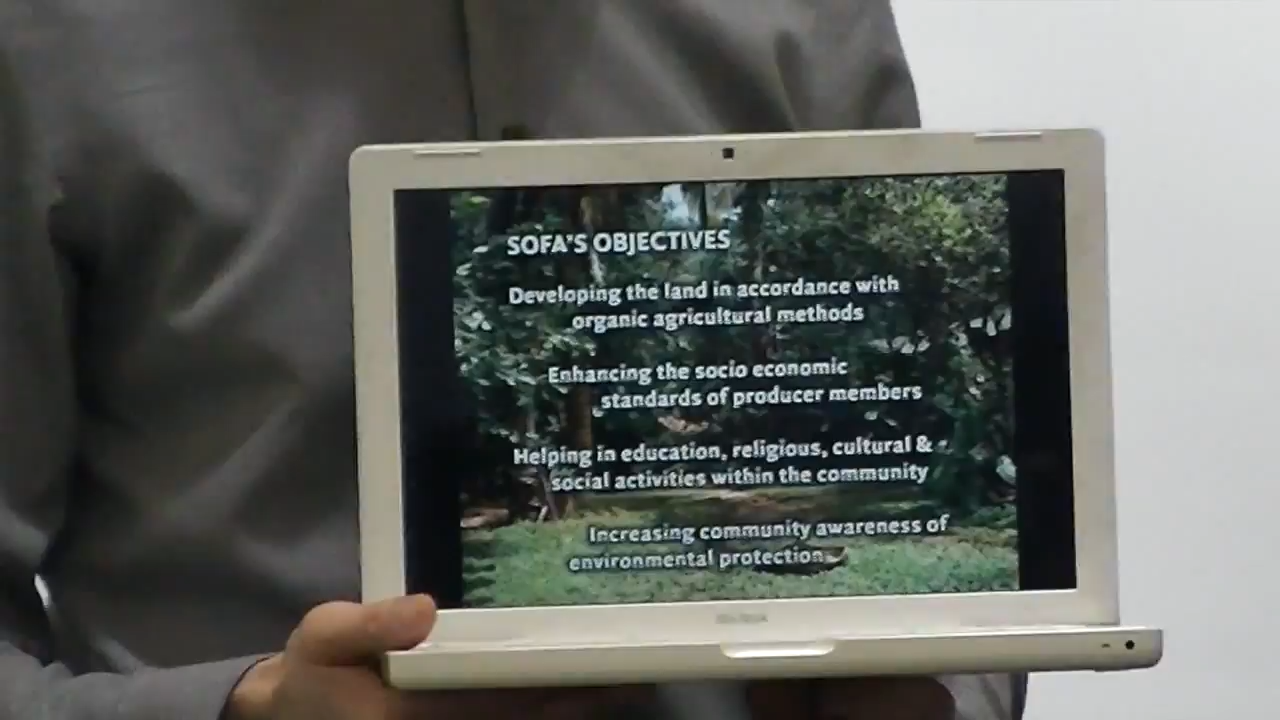 SOFA'S OBJECTIVES
Developing the land in accordance with
organic agricultural methods
Enhancing the socio economic
standards of producer members
Helping in education, religious, cultural &
social activities within the community
Increasing community awareness of
environmental protection